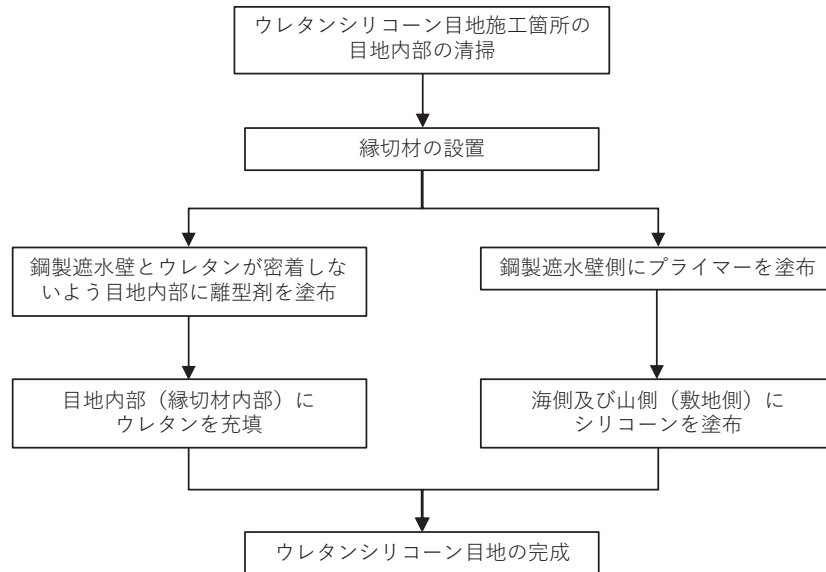 ウレタンシリコーン目地施工箇所の
目地内部の清掃
縁切材の設置
鋼製遮水壁とウレタンが密着しな
いよう目地内部に離型剤を塗布
鋼製遮水壁側にプライマーを塗布
目地内部（縁切材内部）に
ウレタンを充填
海側及び山側（敷地側）に
シリコーンを塗布
ウレタンシリコーン目地の完成